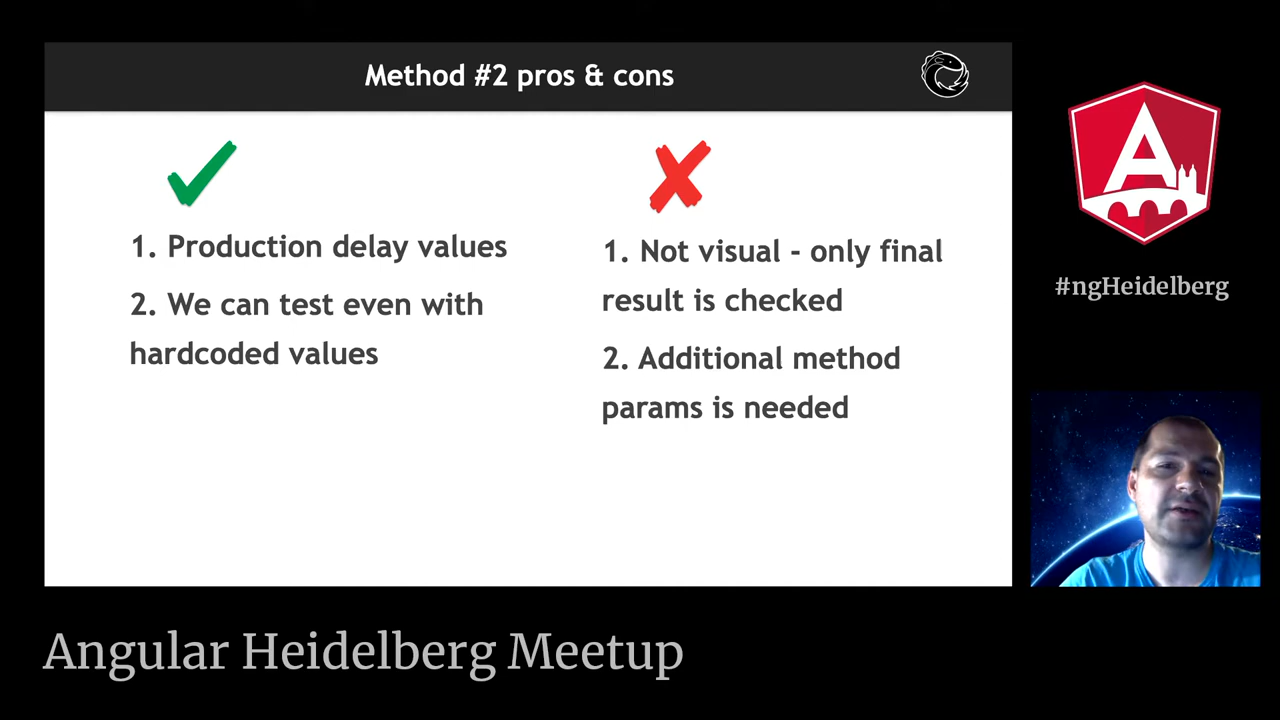 Method #2 pros & cons
1. Production delay values
2. We can test even with
hardcoded values
1. Not visual - only final
result is checked
2. Additional method
params is needed
A
#ngHeidelberg
Angular Heidelberg Meetup